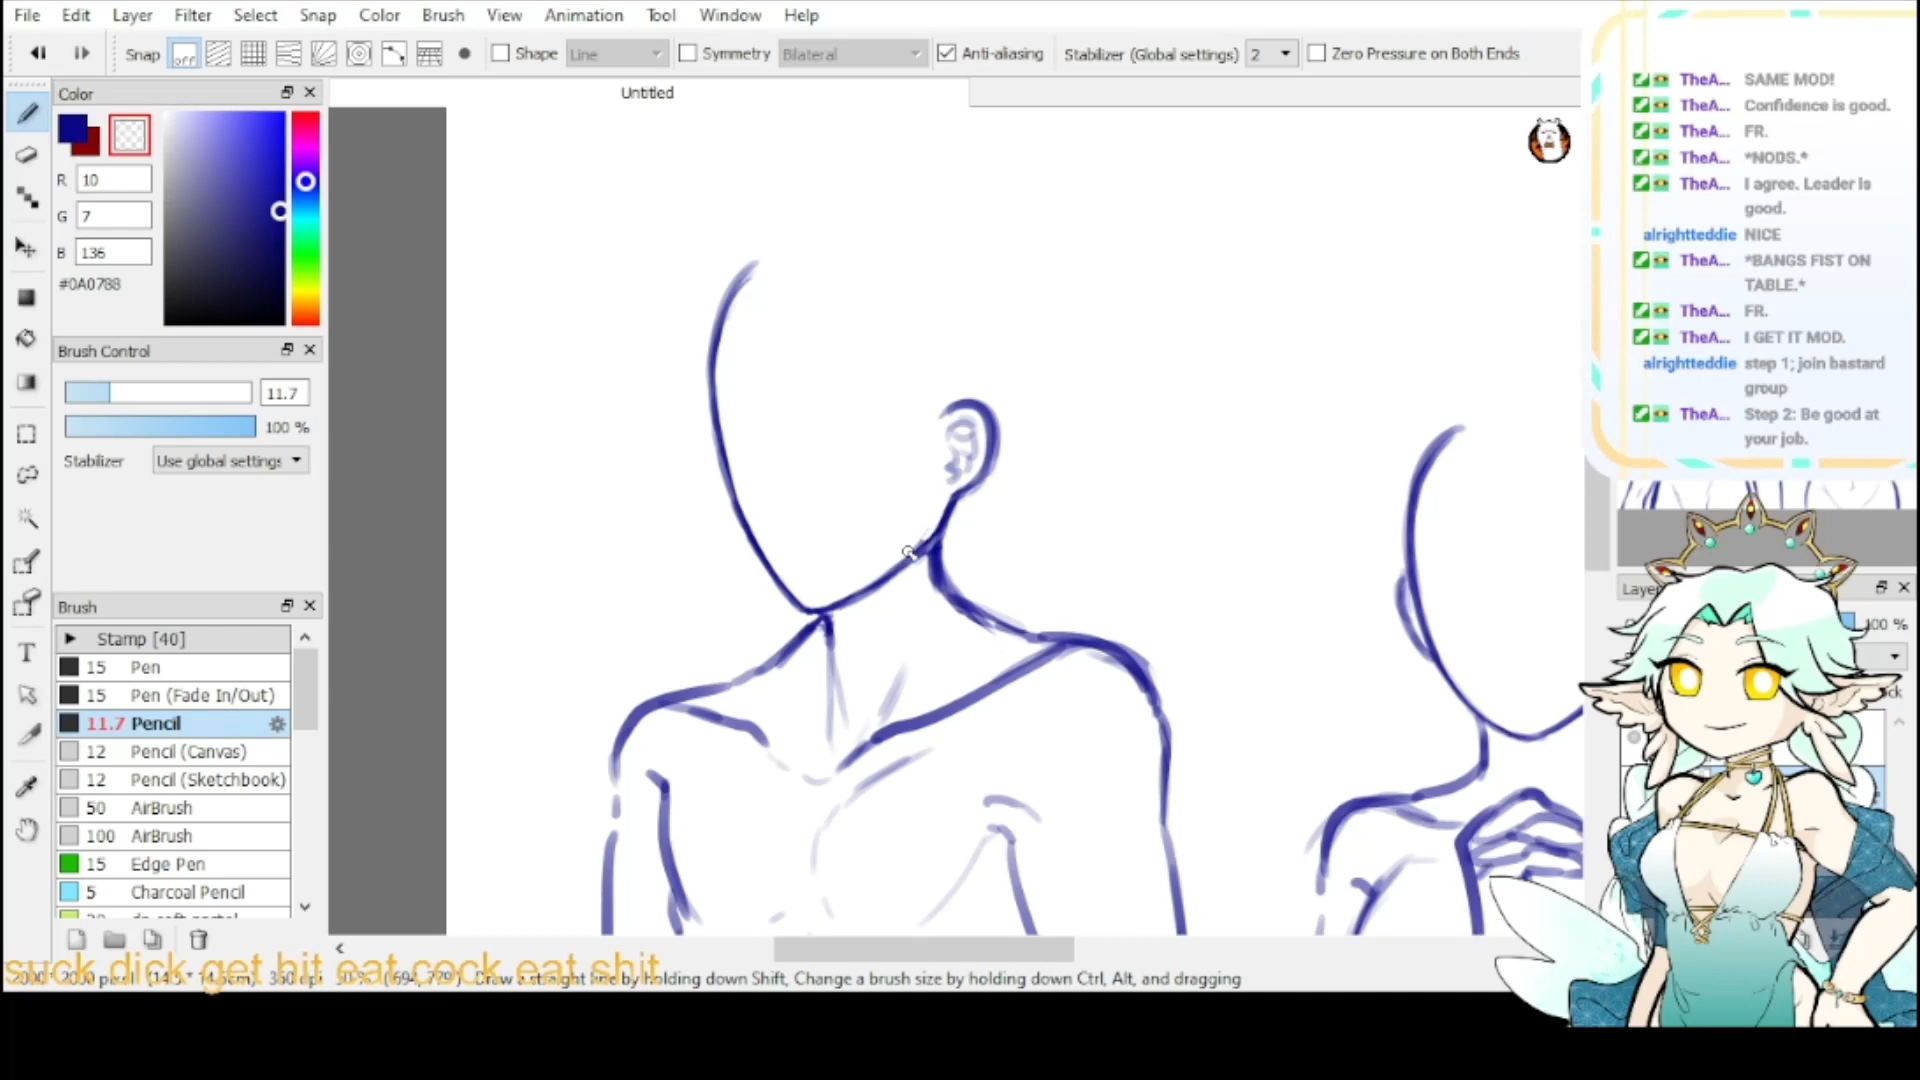 File Edit Layer Filter Select Snap Color Brush View Animation Tool Window Help
Snap off Shape Line Symmetry Bilateral Anti-aliasing Stabilizer (Global settings) 2 Zero Pressure on Both Ends
Color
Untitled
R 10
G 7
B 136
#0A0788
Brush Control
11.7
100 %
Stabilizer Use global settings
Brush
Stamp [40]
15 Pen
15 Pen (Fade In/Out)
11.7 Pencil
12 Pencil (Canvas)
12 Pencil (Sketchbook)
50 AirBrush
100 AirBrush
15 Edge Pen
5 Charcoal Pencil
suck dick get hit eat cock eat shit
Draw a straight line by holding down Shift, Change a brush size by holding down Ctrl, Alt, and dragging
TheA... SAME MOD!
TheA... Confidence is good.
TheA... FR.
TheA... *NODS.*
TheA... I agree. Leader is
good.
alrightteddie NICE
TheA... *BANGS FIST ON
TABLE.*
TheA... FR.
TheA... I GET IT MOD.
alrightteddie step 1; join bastard
group
TheA... Step 2: Be good at
your job.
100 %